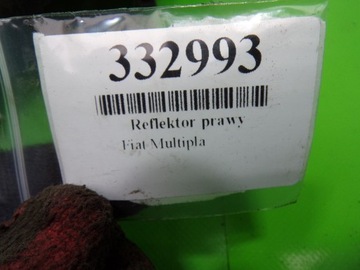 332993
Reflektor prawy
Fiat Multipla